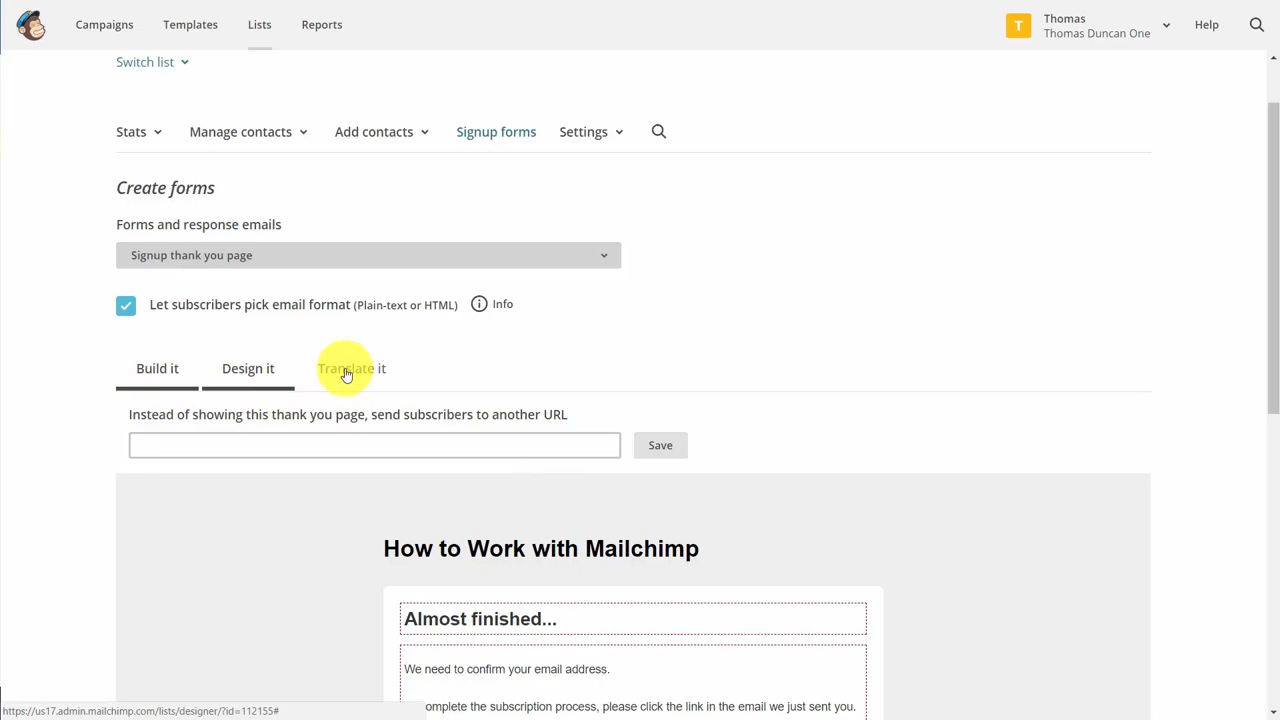 Campaigns Templates Lists Reports
T Thomas Help
Thomas Duncan One
Switch list
Stats Manage contacts Add contacts Signup forms Settings
Create forms
Forms and response emails
Signup thank you page
Let subscribers pick email format (Plain-text or HTML) Info
Build it Design it Translate it
Instead of showing this thank you page, send subscribers to another URL
Save
How to Work with Mailchimp
Almost finished...
We need to confirm your email address.
omplete the subscription process, please click the link in the email we just sent you.
https://us17.admin.mailchimp.com/lists/designer/?id=112155#